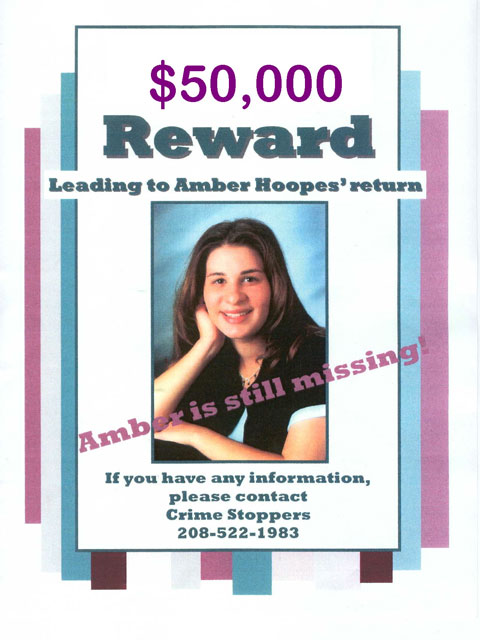 $50,000
Reward
Leading to Amber Hoopes' return
Amber is still missing!
If you have any information,
please contact
Crime Stoppers
208-522-1983